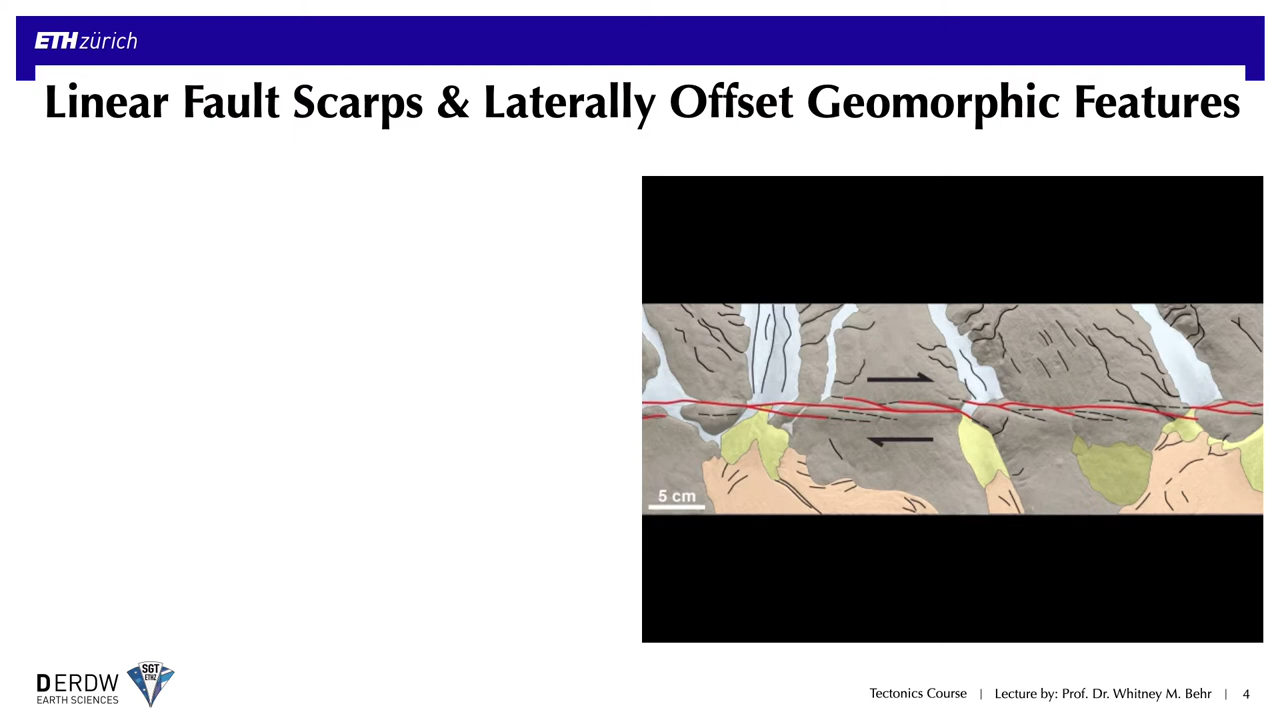 ETH zürich
Linear Fault Scarps & Laterally Offset Geomorphic Features
5 cm
DERDW
EARTH SCIENCES
SGT
ETHZ
Tectonics Course | Lecture by: Prof. Dr. Whitney M. Behr | 4